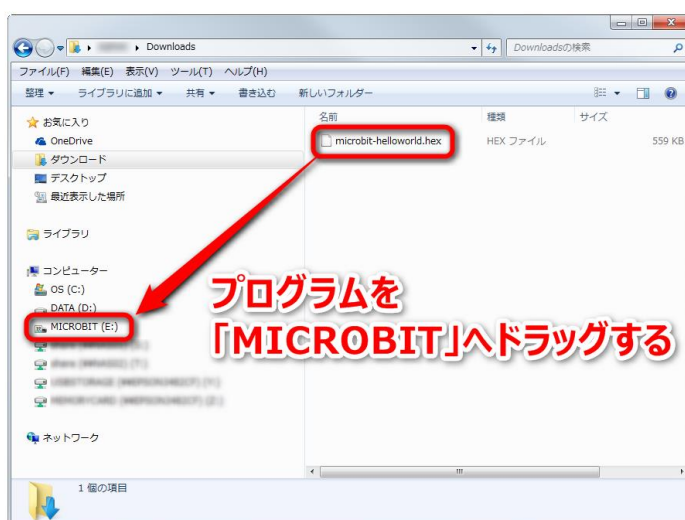 Downloads
Downloadsの検索
ファイル(F) 編集(E) 表示(V) ツール(T) ヘルプ(H)
整理 ライブラリに追加 共有 書き込む 新しいフォルダー
名前 種類 サイズ
お気に入り
OneDrive
microbit-helloworld.hex HEX ファイル 559 KB
ダウンロード
デスクトップ
最近表示した場所
ライブラリ
コンピューター
OS (C:)
DATA (D:)
MICROBIT (E:)
プログラムを
「MICROBIT」へドラッグする
ネットワーク
1 個の項目